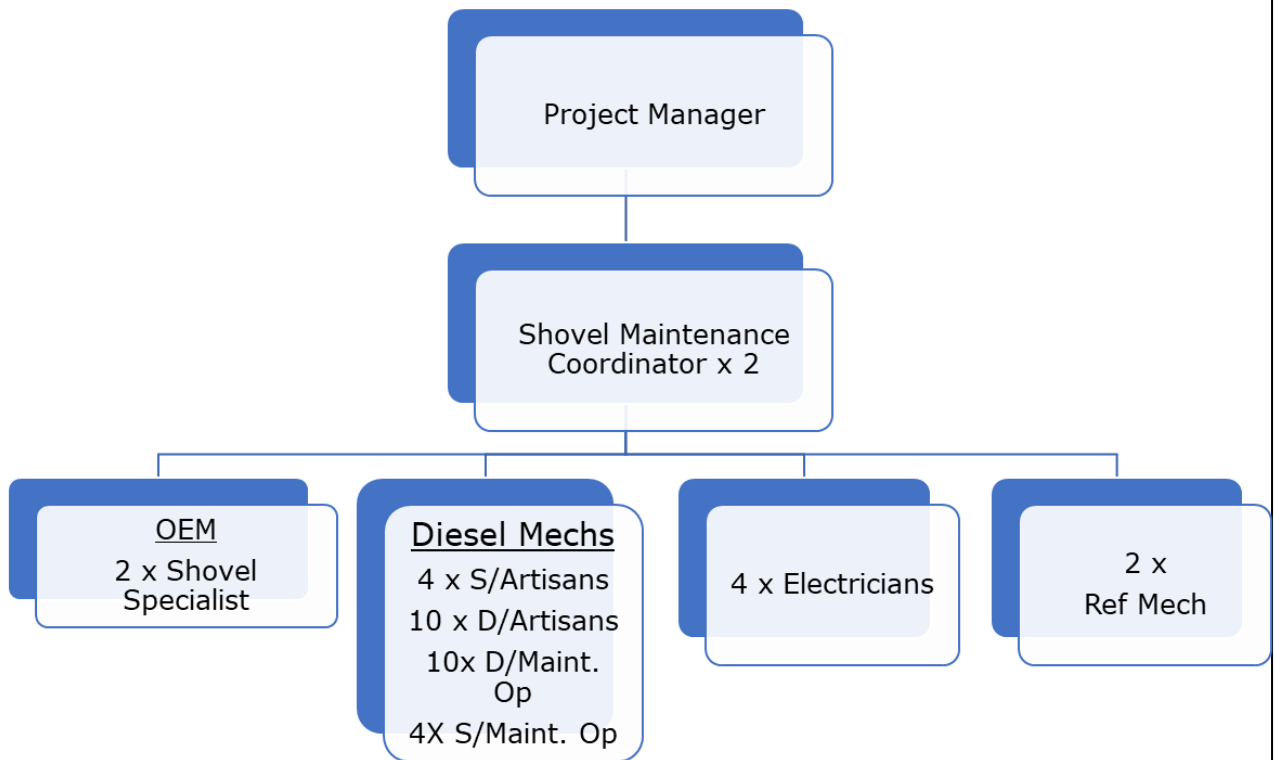 Project Manager
Shovel Maintenance
Coordinator x 2
OEM
2 x Shovel
Specialist
Diesel Mechs
4 x S/Artisans
10 x D/Artisans
10x D/Maint.
Op
4X S/Maint. Op
4 x Electricians
2 x
Ref Mech